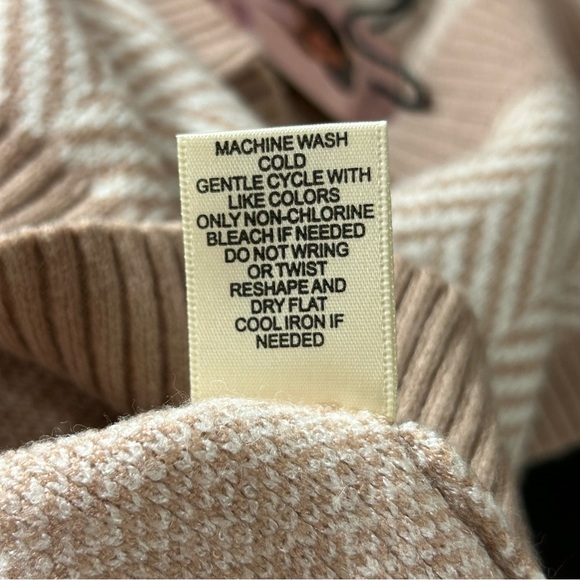 MACHINE WASH
COLD
GENTLE CYCLE WITH
LIKE COLORS
ONLY NON-CHLORINE
BLEACH IF NEEDED
DO NOT WRING
OR TWIST
RESHAPE AND
DRY FLAT
COOL IRON IF
NEEDED